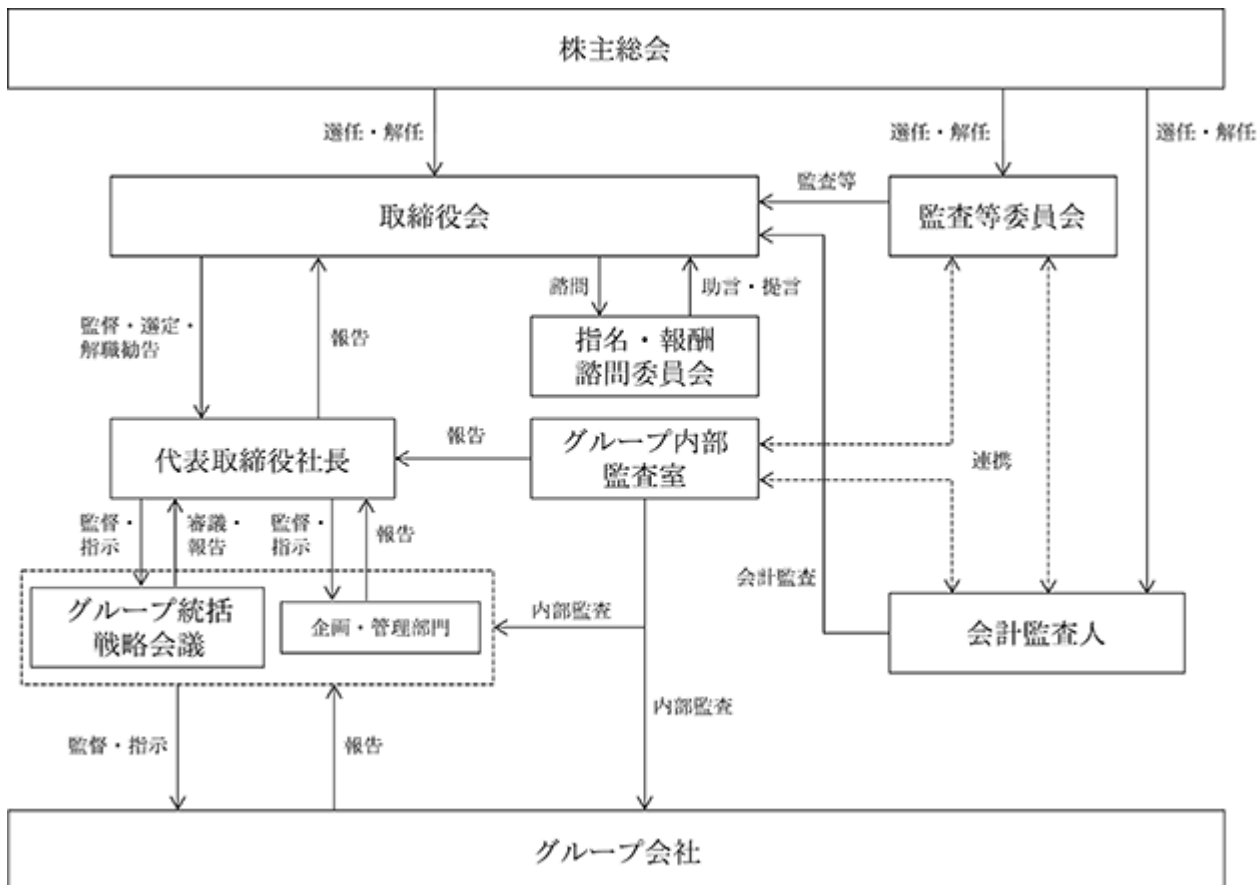 株主総会
選任・解任
選任・解任
選任・解任
監査等
取締役会
監査等委員会
諮問
助言・提言
監督・選定・
解職勧告
報告
指名・報酬
諮問委員会
代表取締役社長
報告
グループ内部
監査室
連携
監督・
指示
審議・
報告
監督・
指示
報告
会計監査
グループ統括
戦略会議
企画・管理部門
内部監査
会計監査人
監督・指示
報告
内部監査
グループ会社